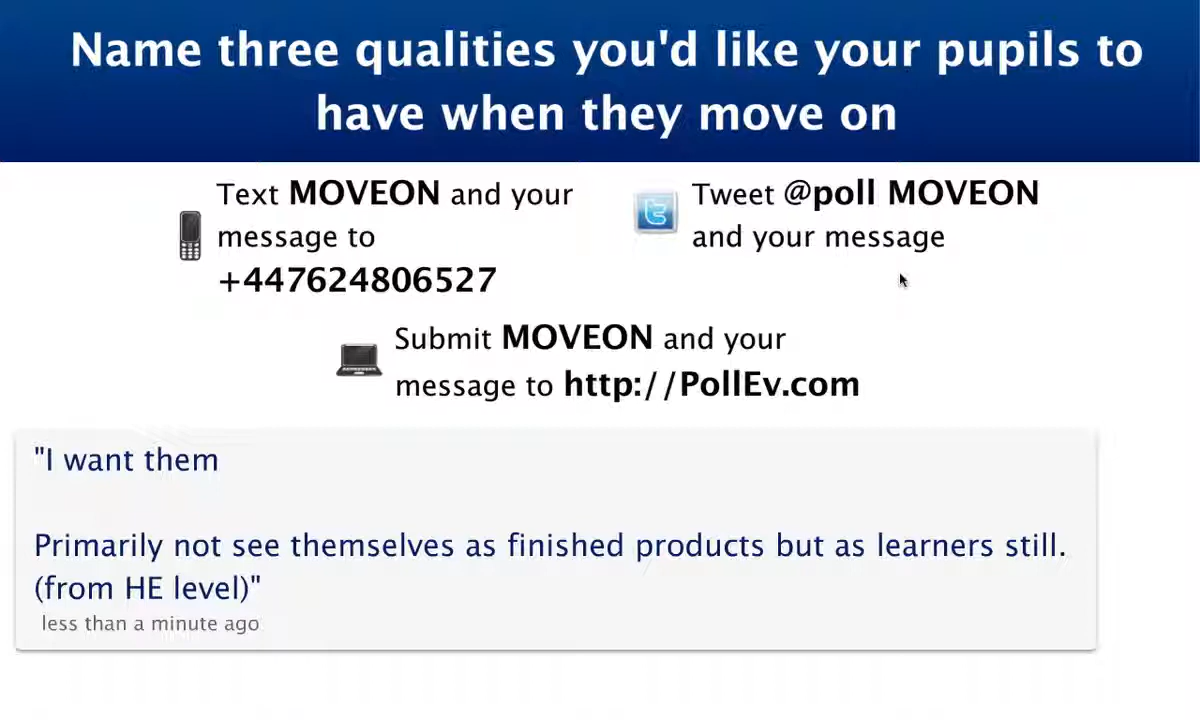 Name three qualities you'd like your pupils to
have when they move on
Text MOVEON and your
message to
+447624806527
Tweet @poll MOVEON
and your message
Submit MOVEON and your
message to http://PollEv.com
"I want them
Primarily not see themselves as finished products but as learners still.
(from HE level)"
less than a minute ago